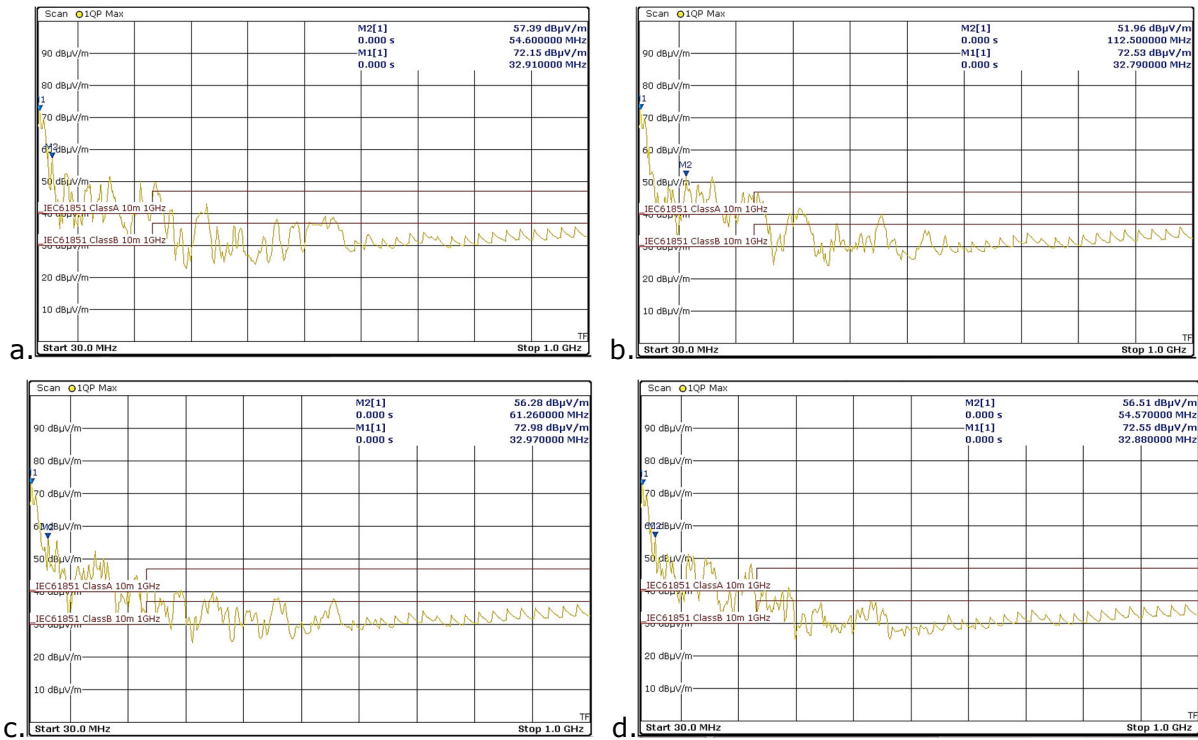 Scan 1QP Max
M2[1] 57.39 dBµV/m
0.000 s 54.600000 MHz
M1[1] 72.15 dBµV/m
0.000 s 32.910000 MHz
90 dBµV/m
80 dBµV/m
70 dBµV/m
M2
50 dBµV/m
IEC61851 ClassA 10m 1GHz
IEC61851 ClassB 10m 1GHz
20 dBµV/m
10 dBµV/m
TF
Start 30.0 MHz Stop 1.0 GHz
a.
Scan 1QP Max
M2[1] 51.96 dBµV/m
0.000 s 112.500000 MHz
M1[1] 72.53 dBµV/m
0.000 s 32.790000 MHz
90 dBµV/m
80 dBµV/m
70 dBµV/m
60 dBµV/m
M2
50 dBµV/m
IEC61851 ClassA 10m 1GHz
IEC61851 ClassB 10m 1GHz
20 dBµV/m
10 dBµV/m
TF
Start 30.0 MHz Stop 1.0 GHz
b.
Scan 1QP Max
M2[1] 56.28 dBµV/m
0.000 s 61.260000 MHz
M1[1] 72.98 dBµV/m
0.000 s 32.970000 MHz
90 dBµV/m
80 dBµV/m
70 dBµV/m
M2
50 dBµV/m
IEC61851 ClassA 10m 1GHz
IEC61851 ClassB 10m 1GHz
20 dBµV/m
10 dBµV/m
TF
Start 30.0 MHz Stop 1.0 GHz
c.
Scan 1QP Max
M2[1] 56.51 dBµV/m
0.000 s 54.570000 MHz
M1[1] 72.55 dBµV/m
0.000 s 32.880000 MHz
90 dBµV/m
80 dBµV/m
70 dBµV/m
50 dBµV/m
IEC61851 ClassA 10m 1GHz
IEC61851 ClassB 10m 1GHz
20 dBµV/m
10 dBµV/m
TF
Start 30.0 MHz Stop 1.0 GHz
d.